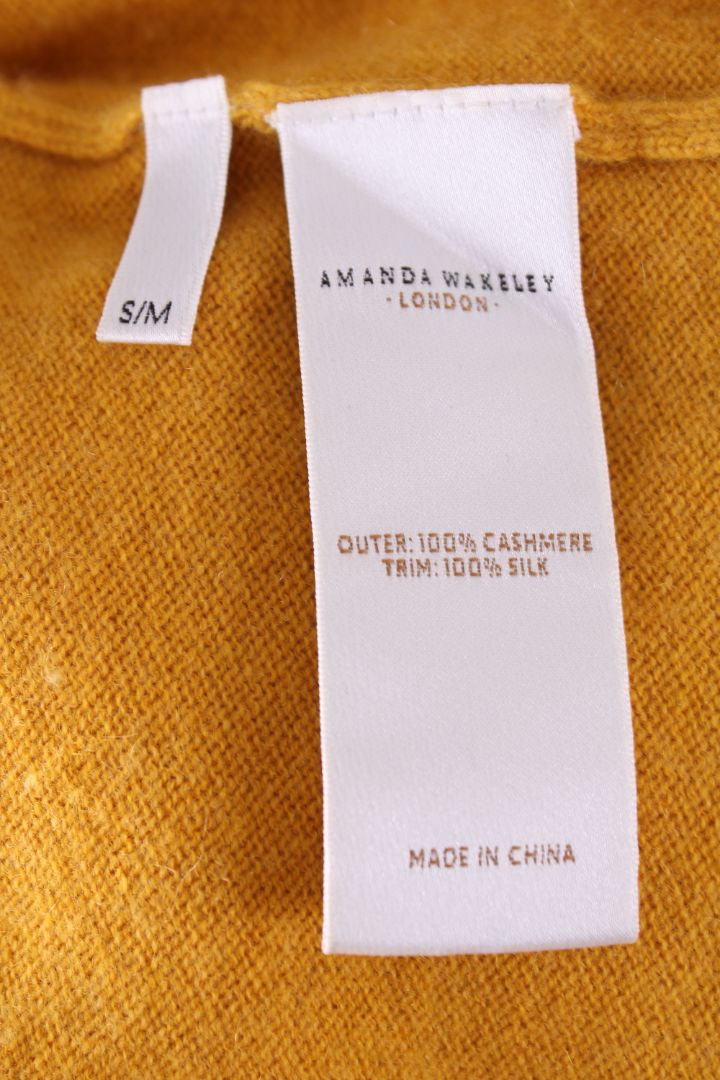 S/M
AMANDA WAKELEY
· LONDON ·
OUTER: 100% CASHMERE
TRIM: 100% SILK
MADE IN CHINA